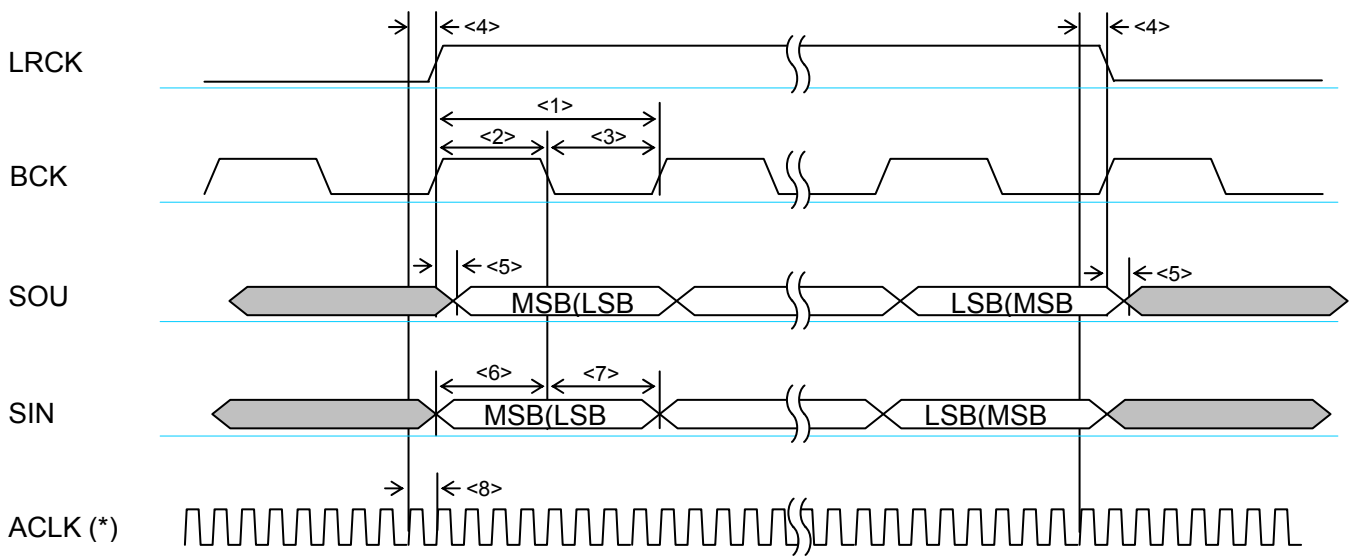 <4> <4>
LRCK
<1>
<2> <3>
BCK
<5> <5>
SOU MSB(LSB LSB(MSB
<6> <7>
SIN MSB(LSB LSB(MSB
<8>
ACLK (*)